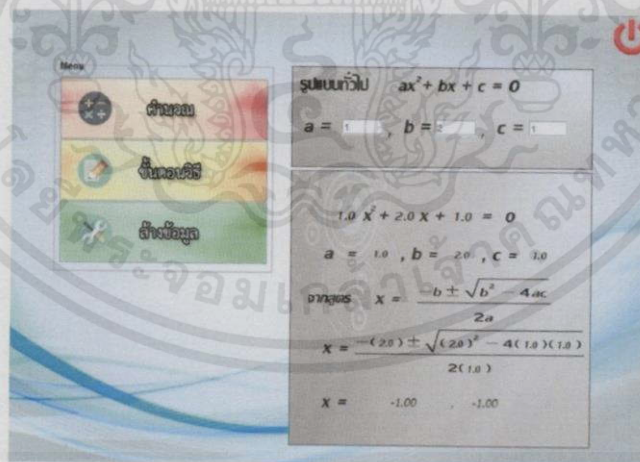 Menu
คำนวณ
ขั้นตอนวิธี
ล้างข้อมูล
รูปแบบทั่วไป ax² + bx + c = 0
a = 1 , b = 2 , c = 1
1.0 x² + 2.0 x + 1.0 = 0
a = 1.0 , b = 2.0 , c = 1.0
จากสูตร x = -b ± √b² - 4ac
2a
x = -(2.0) ± √(2.0)² - 4(1.0)(1.0)
2(1.0)
x = -1.00 , -1.00